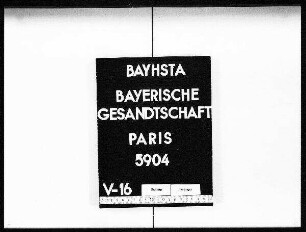 BAYHSTA
BAYERISCHE
GESANDTSCHAFT
PARIS
5904
V-16